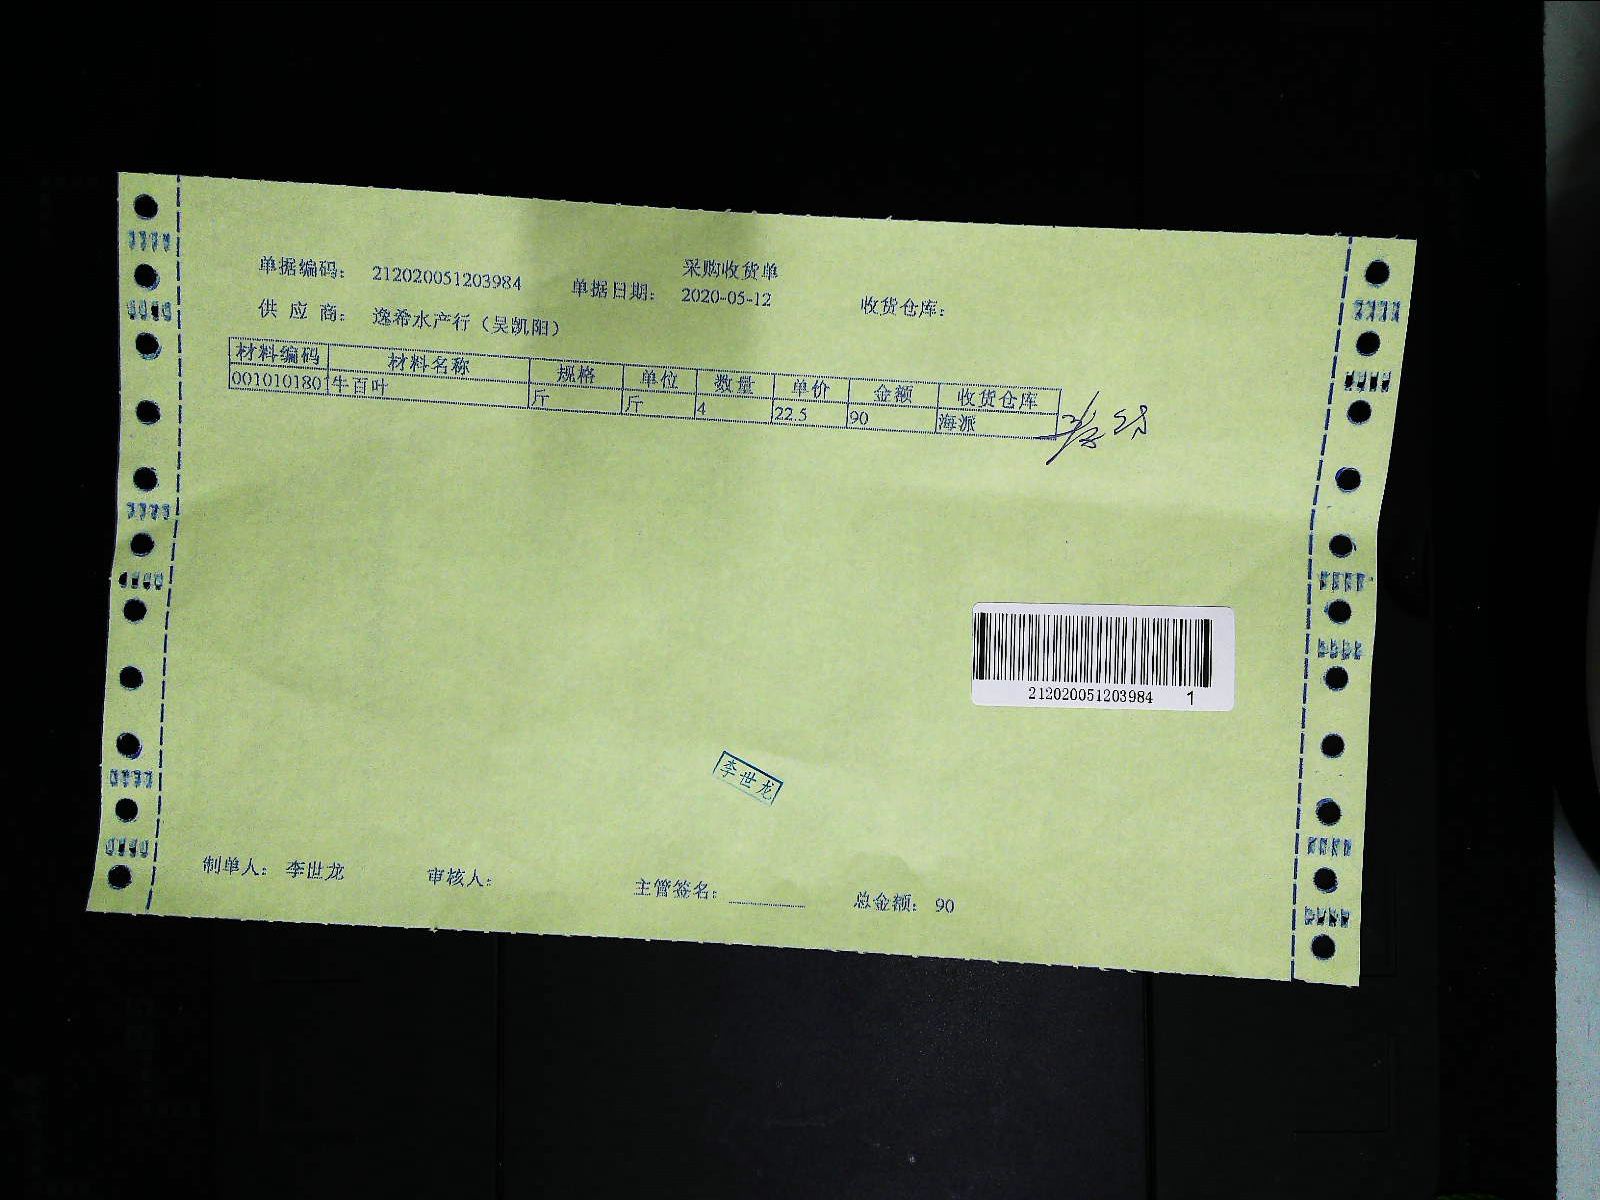 采购收货单
单据编码： 212020051203984 单据日期： 2020-05-12 收货仓库：
供 应 商： 逸希水产行（吴凯阳）
材料编码 材料名称 规格 单位 数量 单价 金额 收货仓库
0010101801 牛百叶 斤 斤 4 22.5 90 海派
212020051203984 1
李世龙
制单人： 李世龙 审核人： 主管签名： 总金额： 90